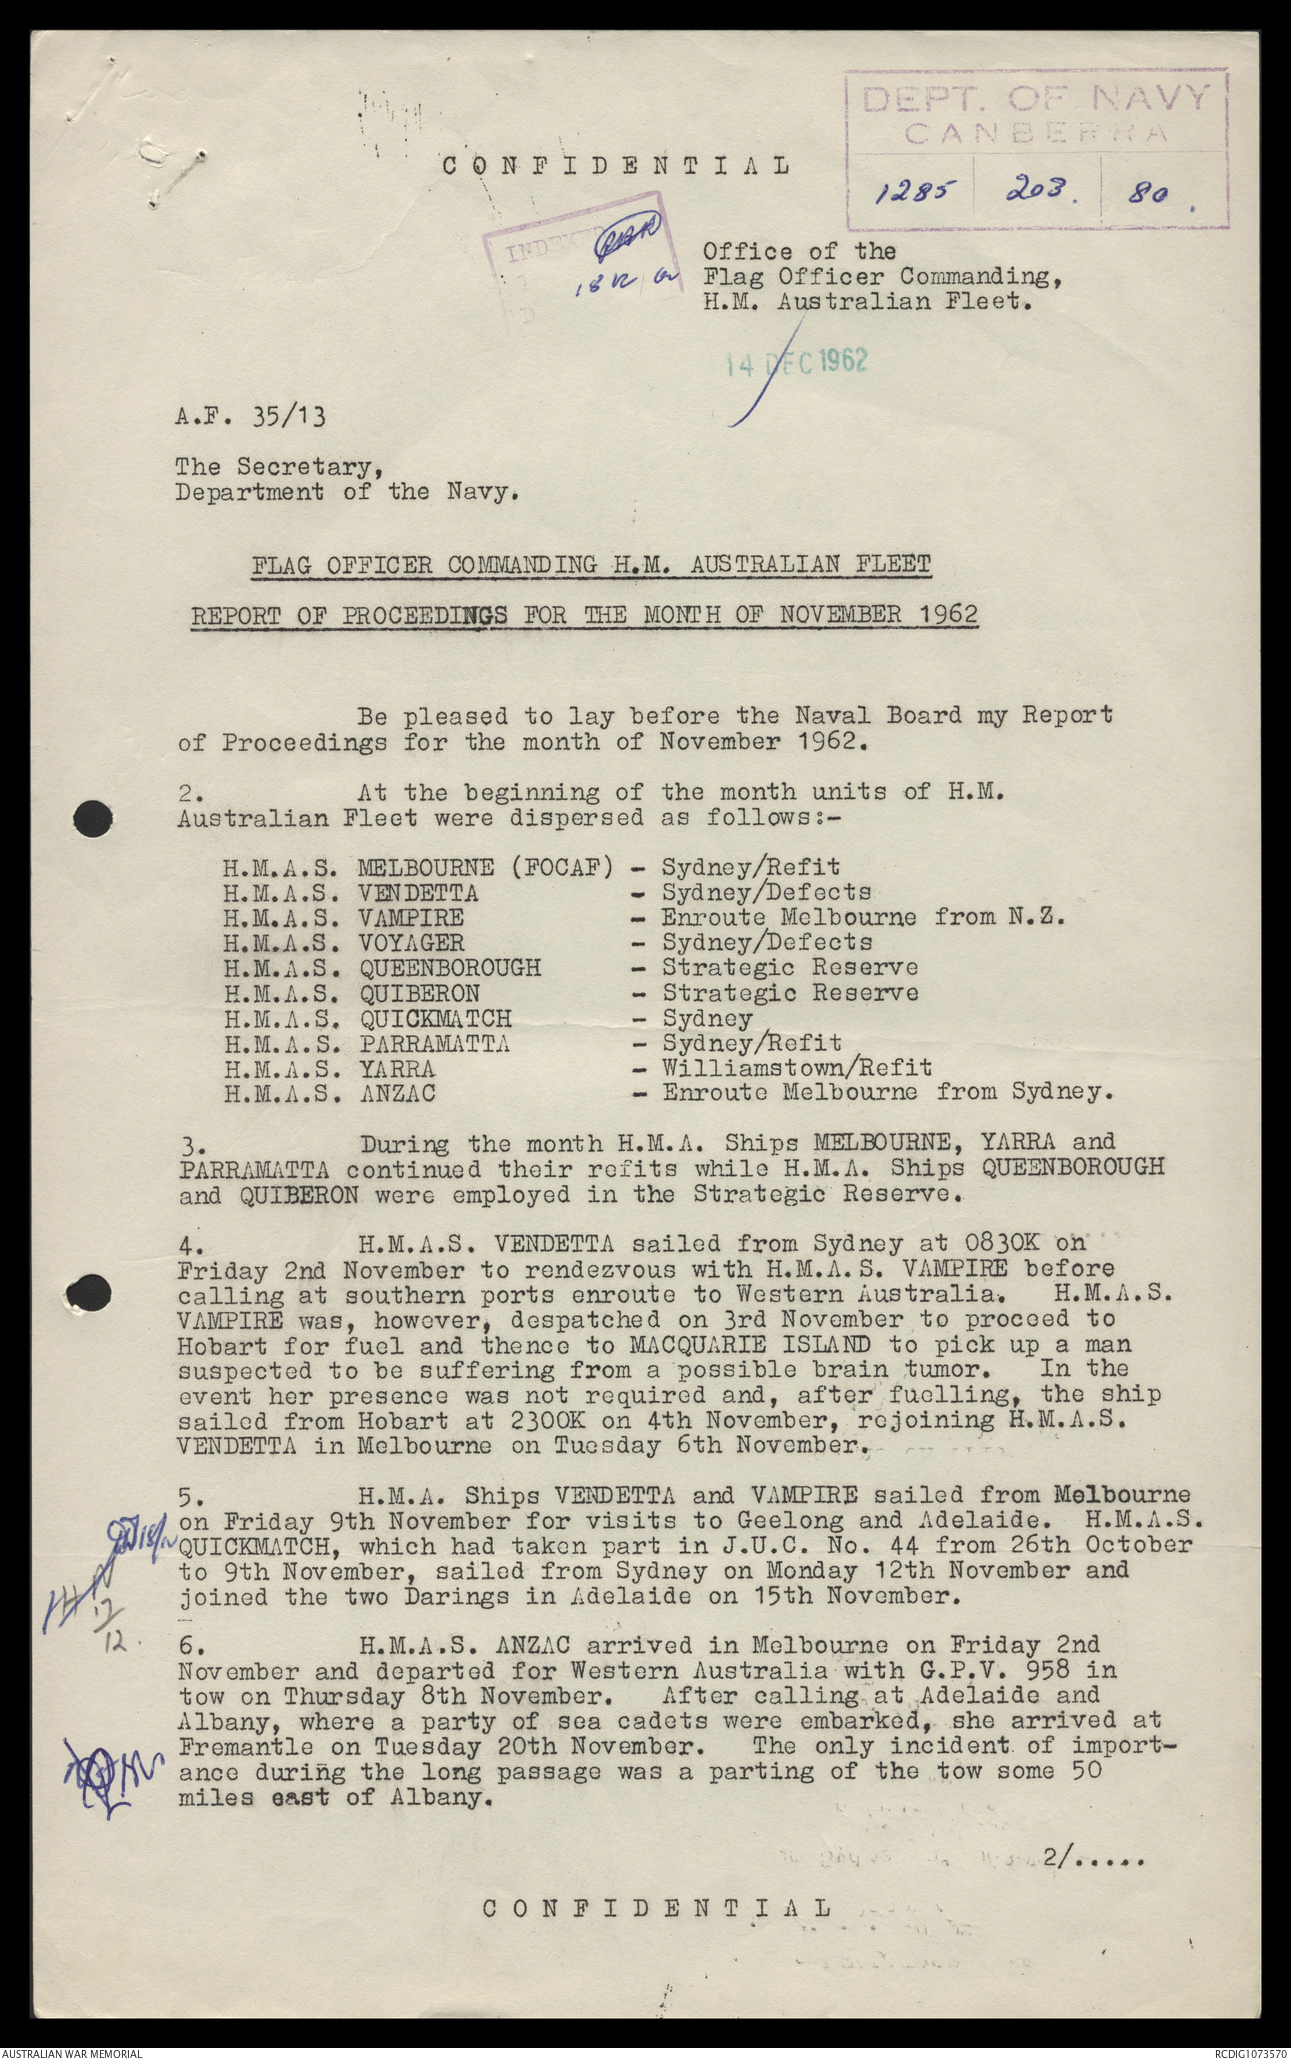 DEPT. OF NAVY
CANBERRA
1285 203. 80.
CONFIDENTIAL
INDEXED
18 12 62
Office of the
Flag Officer Commanding,
H.M. Australian Fleet.
14 DEC 1962
A.F. 35/13
The Secretary,
Department of the Navy.
FLAG OFFICER COMMANDING H.M. AUSTRALIAN FLEET
REPORT OF PROCEEDINGS FOR THE MONTH OF NOVEMBER 1962
Be pleased to lay before the Naval Board my Report
of Proceedings for the month of November 1962.
2. At the beginning of the month units of H.M.
Australian Fleet were dispersed as follows:-
H.M.A.S. MELBOURNE (FOCAF) - Sydney/Refit
H.M.A.S. VENDETTA - Sydney/Defects
H.M.A.S. VAMPIRE - Enroute Melbourne from N.Z.
H.M.A.S. VOYAGER - Sydney/Defects
H.M.A.S. QUEENBOROUGH - Strategic Reserve
H.M.A.S. QUIBERON - Strategic Reserve
H.M.A.S. QUICKMATCH - Sydney
H.M.A.S. PARRAMATTA - Sydney/Refit
H.M.A.S. YARRA - Williamstown/Refit
H.M.A.S. ANZAC - Enroute Melbourne from Sydney.
3. During the month H.M.A. Ships MELBOURNE, YARRA and
PARRAMATTA continued their refits while H.M.A. Ships QUEENBOROUGH
and QUIBERON were employed in the Strategic Reserve.
4. H.M.A.S. VENDETTA sailed from Sydney at 0830K on
Friday 2nd November to rendezvous with H.M.A.S. VAMPIRE before
calling at southern ports enroute to Western Australia. H.M.A.S.
VAMPIRE was, however, despatched on 3rd November to proceed to
Hobart for fuel and thence to MACQUARIE ISLAND to pick up a man
suspected to be suffering from a possible brain tumor. In the
event her presence was not required and, after fuelling, the ship
sailed from Hobart at 2300K on 4th November, rejoining H.M.A.S.
VENDETTA in Melbourne on Tuesday 6th November.
5. H.M.A. Ships VENDETTA and VAMPIRE sailed from Melbourne
on Friday 9th November for visits to Geelong and Adelaide. H.M.A.S.
QUICKMATCH, which had taken part in J.U.C. No. 44 from 26th October
to 9th November, sailed from Sydney on Monday 12th November and
joined the two Darings in Adelaide on 15th November.
18/12
17
12.
6. H.M.A.S. ANZAC arrived in Melbourne on Friday 2nd
November and departed for Western Australia with G.P.V. 958 in
tow on Thursday 8th November. After calling at Adelaide and
Albany, where a party of sea cadets were embarked, she arrived at
Fremantle on Tuesday 20th November. The only incident of import-
ance during the long passage was a parting of the tow some 50
miles east of Albany.
2/.....
CONFIDENTIAL
AUSTRALIAN WAR MEMORIAL
RCDIG1073570